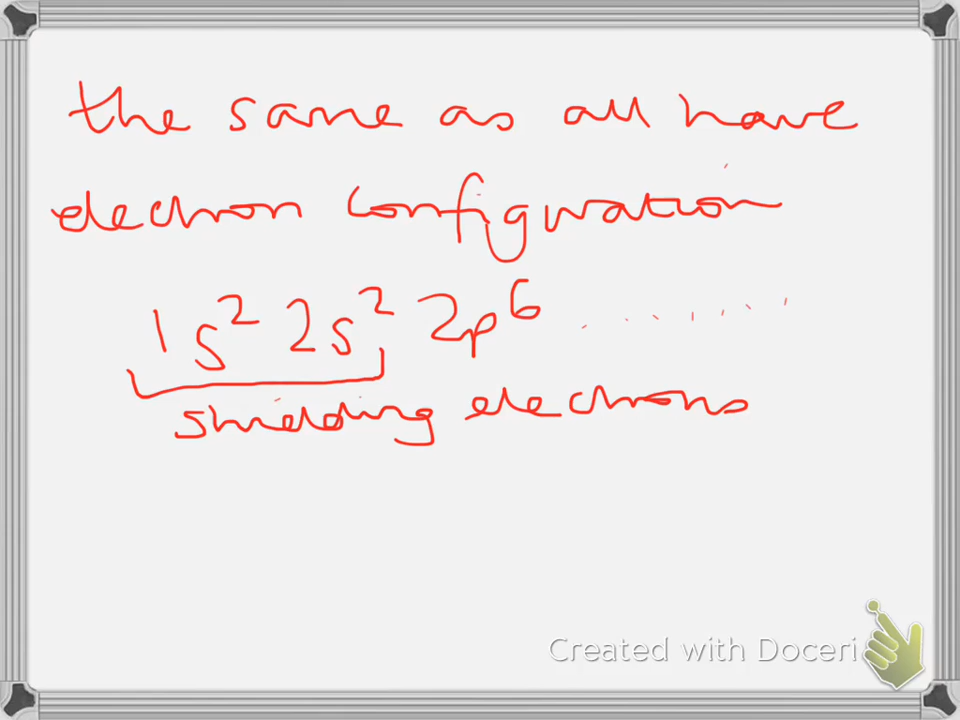 the same as all have
electron configuration
1s² 2s² 2p⁶ ........
shielding electrons
Created with Doceri